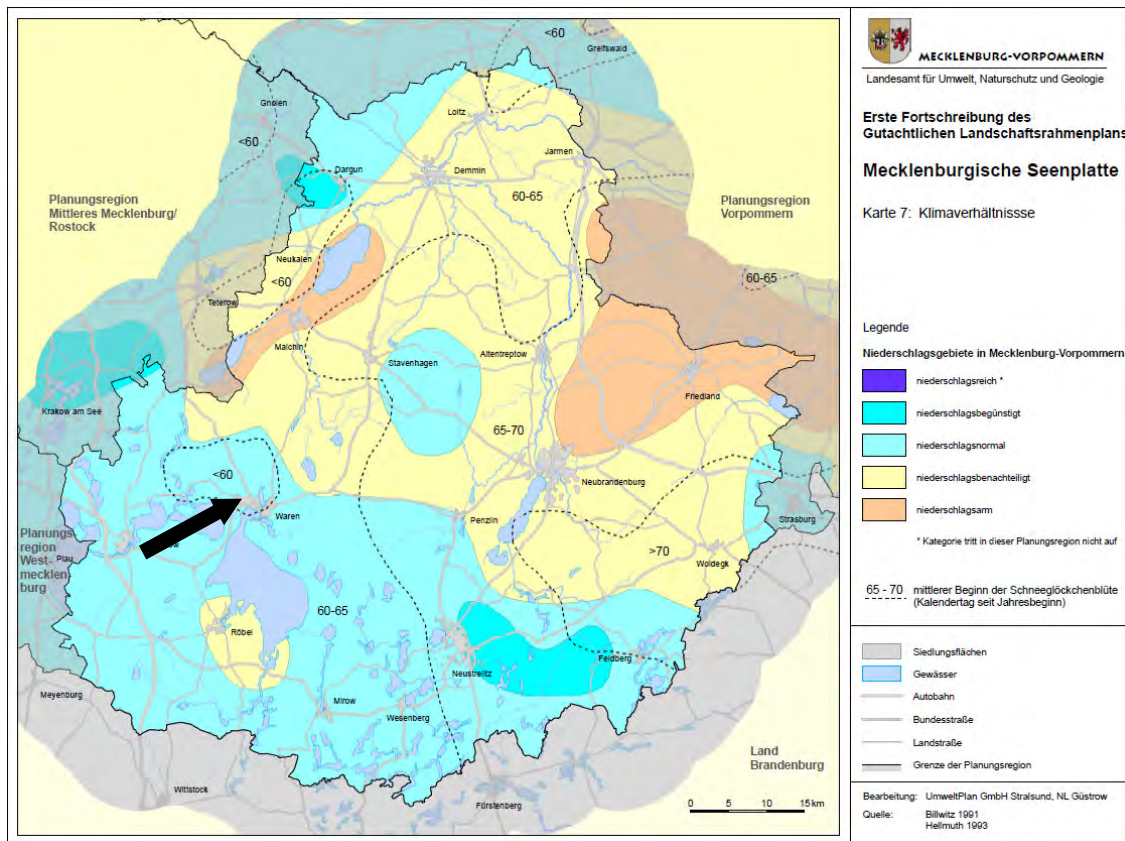 <60
Greifswald
Gnoien
Loitz
<60
Jarmen
Dargun
Demmin
60-65
Planungsregion
Mittleres Mecklenburg/
Rostock
Planungsregion
Vorpommern
Neukalen
<60
60-65
Teterow
Malchin
Stavenhagen
Altentreptow
Friedland
Krakow am See
65-70
<60
Neubrandenburg
Waren
Penzlin
Strasburg
Planungs
region
West-
mecklen-
burg
Plau
>70
Woldegk
60-65
Röbel
Feldberg
Neustrelitz
Meyenburg
Mirow
Wesenberg
Land
Brandenburg
Wittstock
Fürstenberg
0 5 10 15 km
MECKLENBURG-VORPOMMERN
Landesamt für Umwelt, Naturschutz und Geologie
Erste Fortschreibung des
Gutachtlichen Landschaftsrahmenplans
Mecklenburgische Seenplatte
Karte 7: Klimaverhältnissse
Legende
Niederschlagsgebiete in Mecklenburg-Vorpommern
niederschlagsreich *
niederschlagsbegünstigt
niederschlagsnormal
niederschlagsbenachteiligt
niederschlagsarm
* Kategorie tritt in dieser Planungsregion nicht auf
65 - 70 mittlerer Beginn der Schneeglöckchenblüte
(Kalendertag seit Jahresbeginn)
Siedlungsflächen
Gewässer
Autobahn
Bundesstraße
Landstraße
Grenze der Planungsregion
Bearbeitung: UmweltPlan GmbH Stralsund, NL Güstrow
Quelle: Billwitz 1991
Hellmuth 1993